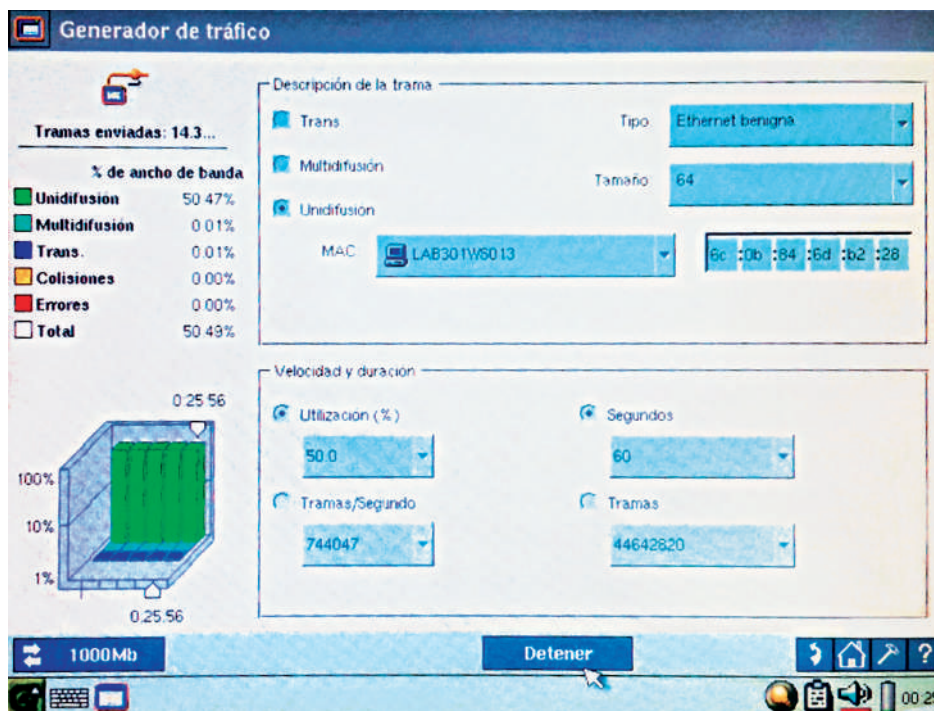 Generador de tráfico
Tramas enviadas: 14.3...
% de ancho de banda
Unidifusión 50.47%
Multidifusión 0.01%
Trans. 0.01%
Colisiones 0.00%
Errores 0.00%
Total 50.49%
0:25:56
100%
10%
1%
0:25:56
Descripción de la trama
Trans
Tipo Ethernet benigna
Multidifusión
Tamaño 64
Unidifusión
MAC LAB301WS013 6c :0b :84 :6d :b2 :28
Velocidad y duración
Utilización (%)
50.0
Segundos
60
Tramas/Segundo
744047
Tramas
44642820
1000Mb
Detener
?